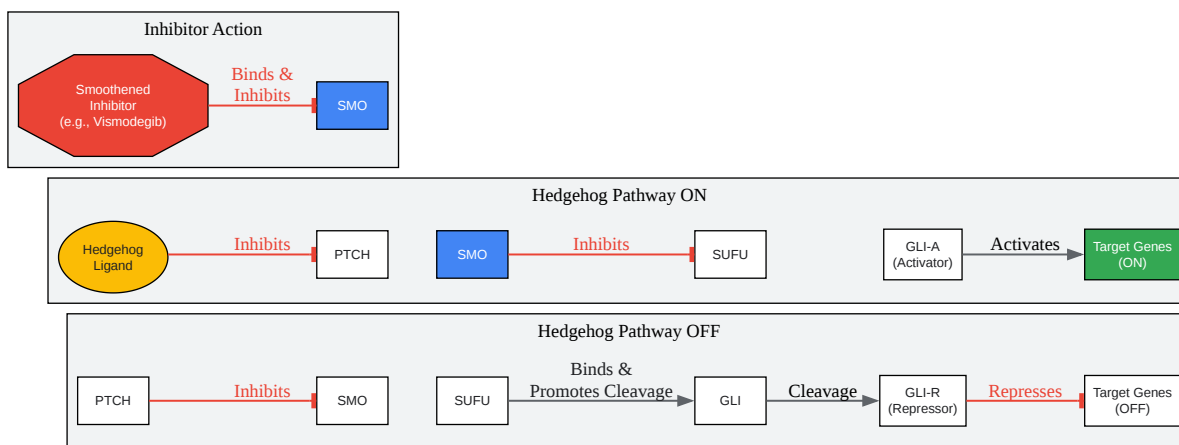 Inhibitor Action
Smoothened
Inhibitor
(e.g., Vismodegib)
Binds &
Inhibits
SMO
Hedgehog Pathway ON
Hedgehog
Ligand
Inhibits
PTCH
SMO
Inhibits
SUFU
GLI-A
(Activator)
Activates
Target Genes
(ON)
Hedgehog Pathway OFF
PTCH
Inhibits
SMO
SUFU
Binds &
Promotes Cleavage
GLI
Cleavage
GLI-R
(Repressor)
Represses
Target Genes
(OFF)